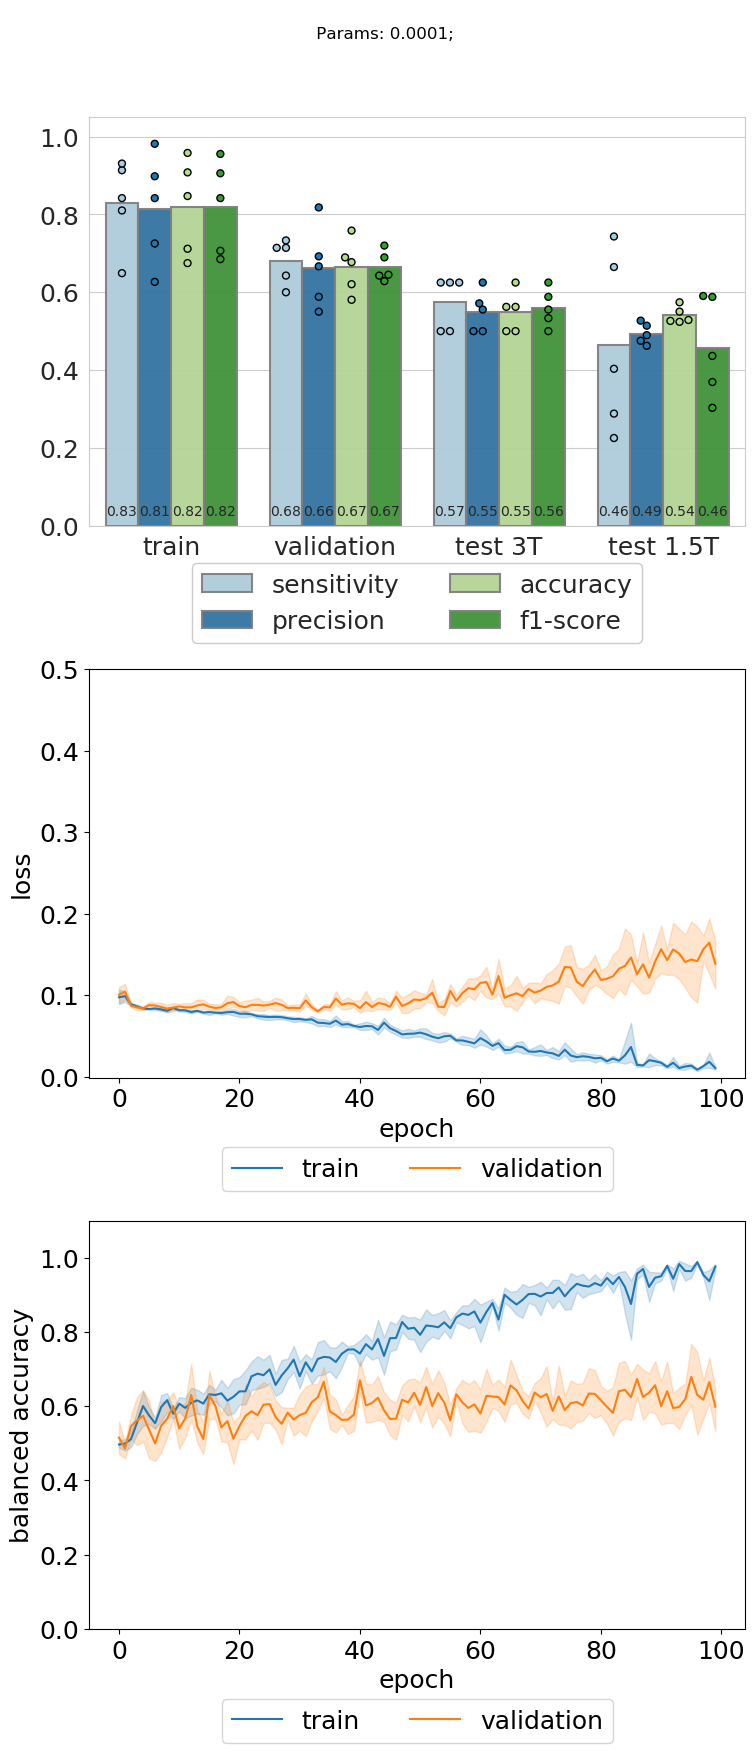 Params: 0.0001;
1.0
0.8
0.6
0.4
0.2
0.0
0.83 0.81 0.82 0.82 0.68 0.66 0.67 0.67 0.57 0.55 0.55 0.56 0.46 0.49 0.54 0.46
train validation test 3T test 1.5T
sensitivity accuracy
precision f1-score
0.5
0.4
0.3
0.2
0.1
0.0
loss
0 20 40 60 80 100
epoch
train validation
1.0
0.8
0.6
0.4
0.2
0.0
balanced accuracy
0 20 40 60 80 100
epoch
train validation